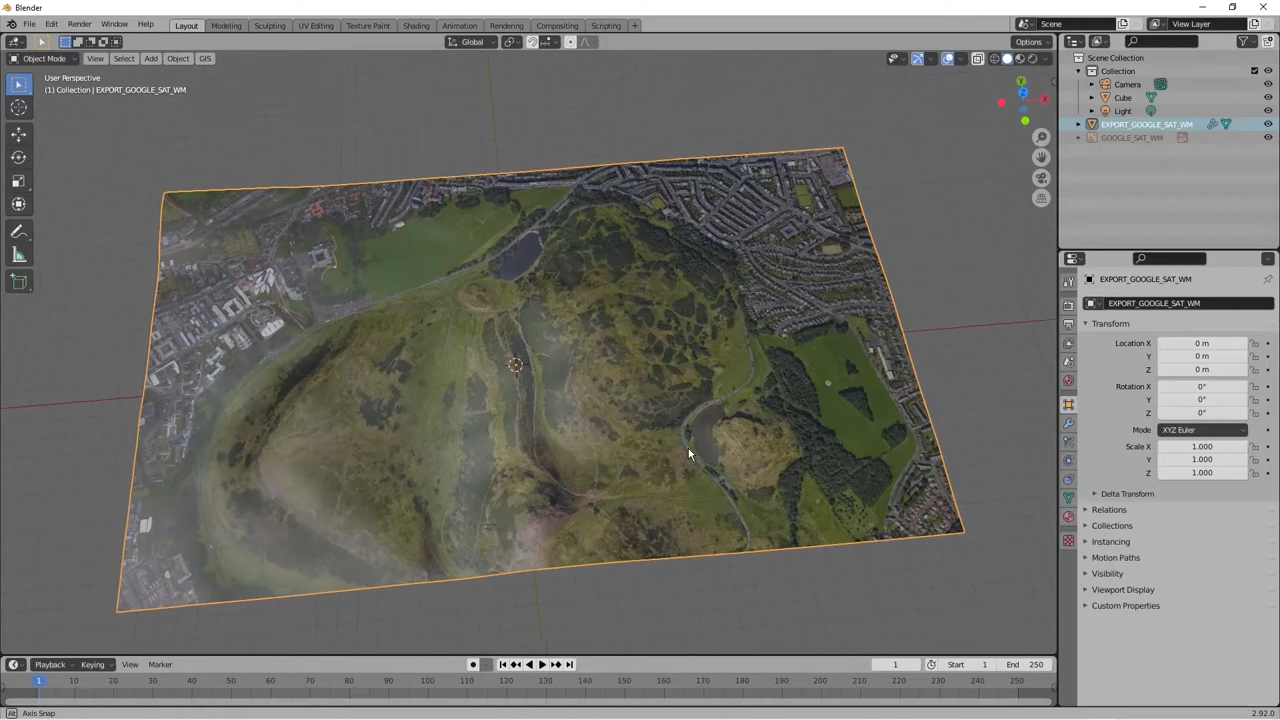 Blender
File Edit Render Window Help Layout Modeling Sculpting UV Editing Texture Paint Shading Animation Rendering Compositing Scripting + Scene View Layer
Global Options
Object Mode View Select Add Object GIS
User Perspective
(1) Collection | EXPORT_GOOGLE_SAT_WM
Y
Z
X
Scene Collection
Collection
Camera
Cube
Light
EXPORT_GOOGLE_SAT_WM
GOOGLE_SAT_WM
EXPORT_GOOGLE_SAT_WM
EXPORT_GOOGLE_SAT_WM
Transform
Location X 0 m
Y 0 m
Z 0 m
Rotation X 0°
Y 0°
Z 0°
Mode XYZ Euler
Scale X 1.000
Y 1.000
Z 1.000
Delta Transform
Relations
Collections
Instancing
Motion Paths
Visibility
Viewport Display
Custom Properties
Playback Keying View Marker 1 Start 1 End 250
1 10 20 30 40 50 60 70 80 90 100 110 120 130 140 150 160 170 180 190 200 210 220 230 240 250
Alt Axis Snap 2.92.0